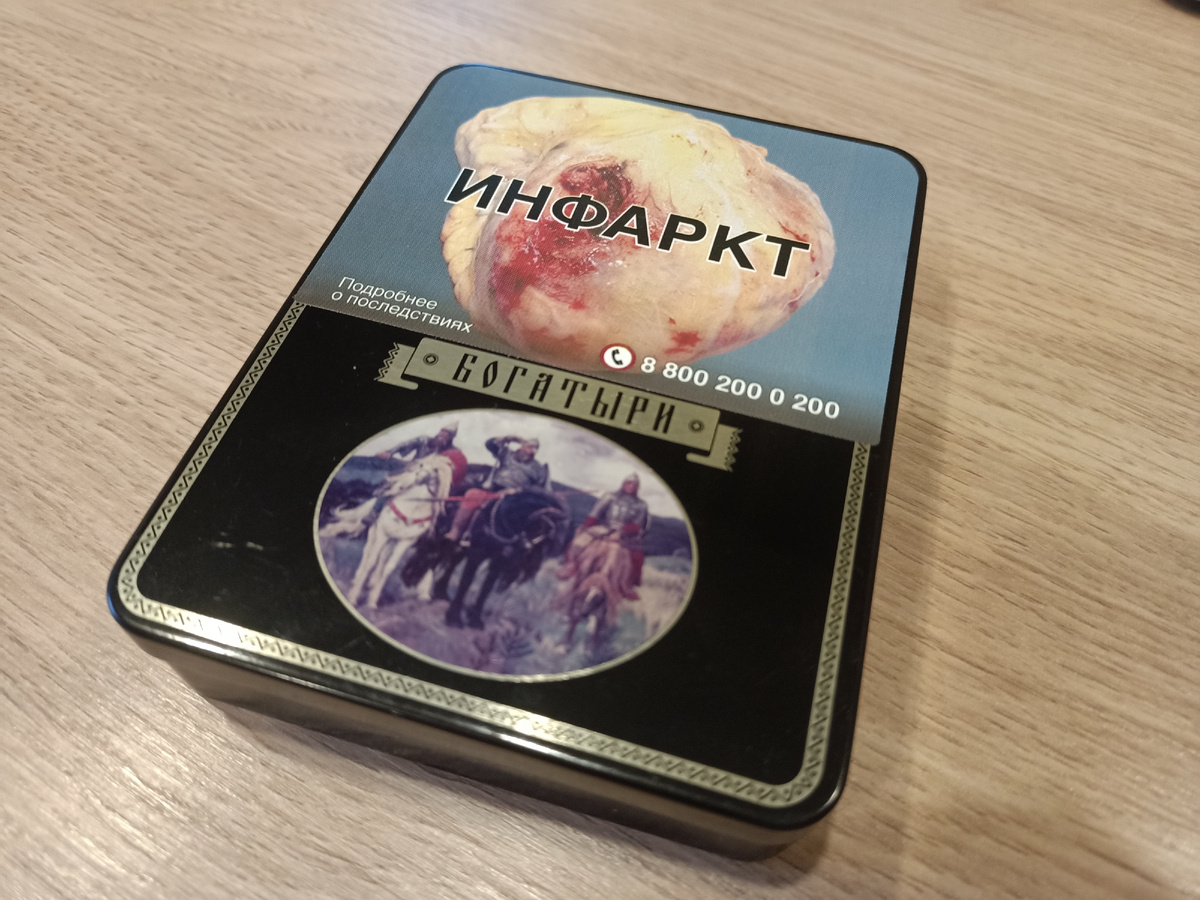 ИНФАРКТ
Подробнее
о последствиях
8 800 200 0 200
БОГАТЫРИ